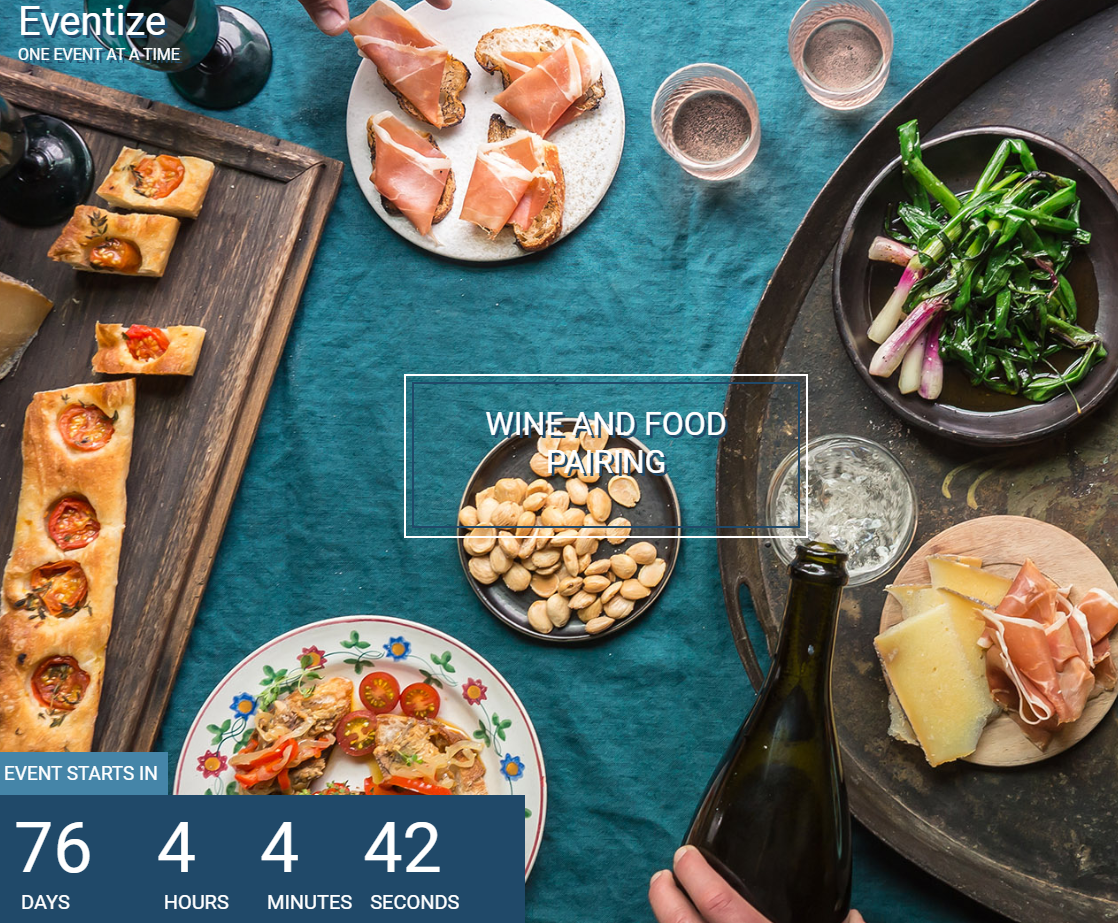 Eventize
ONE EVENT AT A TIME
WINE AND FOOD
PAIRING
EVENT STARTS IN
76 4 4 42
DAYS HOURS MINUTES SECONDS